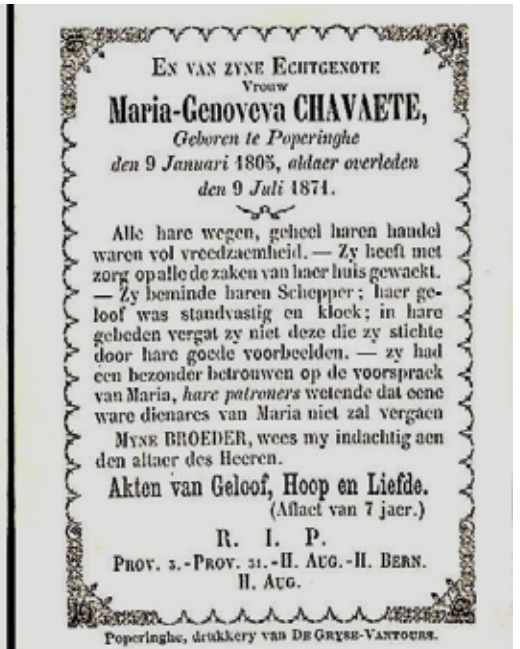 EN VAN ZYNE ECHTGENOTE
Vrouw
Maria-Genoveva CHAVAETE,
Geboren te Poperinghe
den 9 Januari 1805, aldaer overleden
den 9 Juli 1871.
Alle hare wegen, geheel haren handel
waren vol vreedzaemheid. — Zy heeft met
zorg op alle de zaken van haer huis gewaekt.
— Zy beminde haren Schepper ; haer ge-
loof was standvastig en kloek ; in hare
gebeden vergat zy niet deze die zy stichte
door hare goede voorbeelden. — zy had
een bezonder betrouwen op de voorspraek
van Maria, hare patroners wetende dat eene
ware dienares van Maria niet zal vergaen
MYNE BROEDER, wees my indachtig aen
den altaer des Heeren.
Akten van Geloof, Hoop en Liefde.
(Aflaet van 7 jaer.)
R. I. P.
PROV. 3.-PROV. 31.-H. AUG.-H. BERN.
H. AUG.
Poperinghe, drukkery van DE GRYSE-VANTOURS.